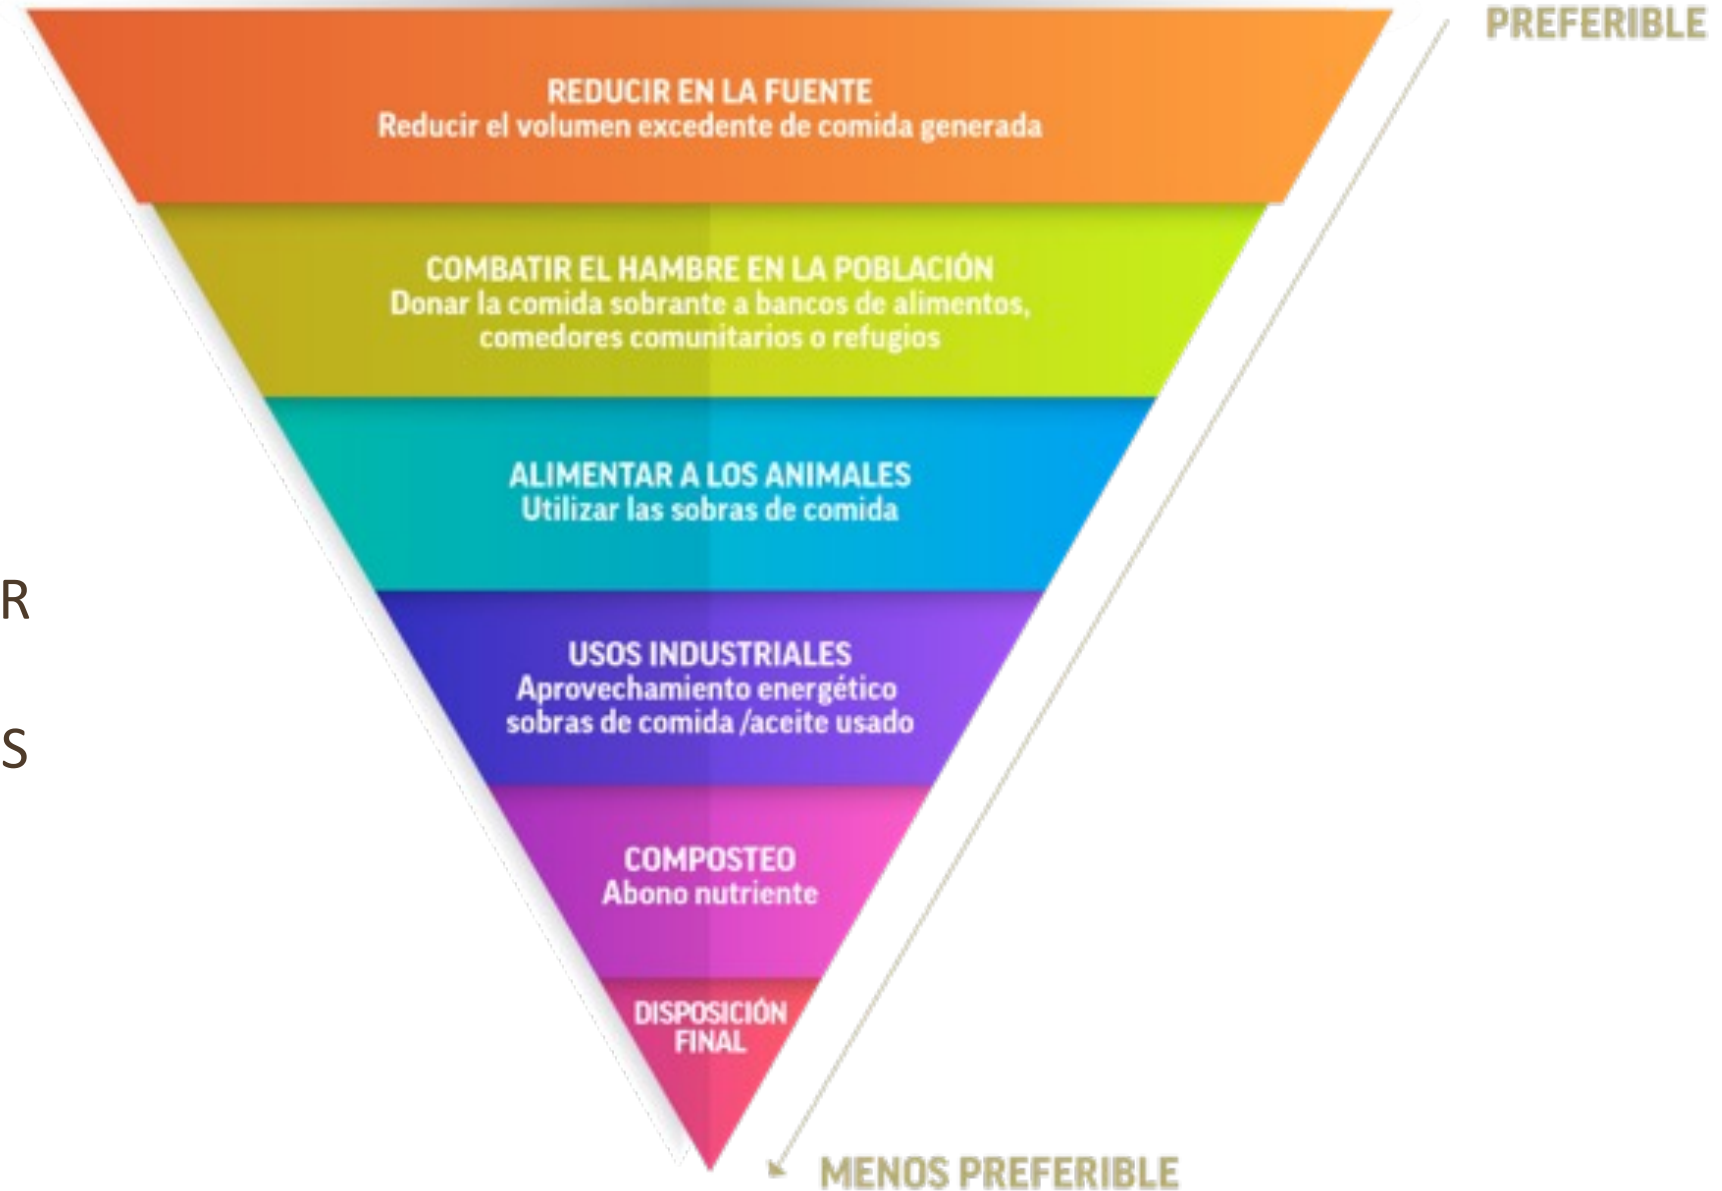 PREFERIBLE
REDUCIR EN LA FUENTE
Reducir el volumen excedente de comida generada
COMBATIR EL HAMBRE EN LA POBLACIÓN
Donar la comida sobrante a bancos de alimentos,
comedores comunitarios o refugios
ALIMENTAR A LOS ANIMALES
Utilizar las sobras de comida
R
USOS INDUSTRIALES
Aprovechamiento energético
sobras de comida /aceite usado
S
COMPOSTEO
Abono nutriente
DISPOSICIÓN
FINAL
MENOS PREFERIBLE